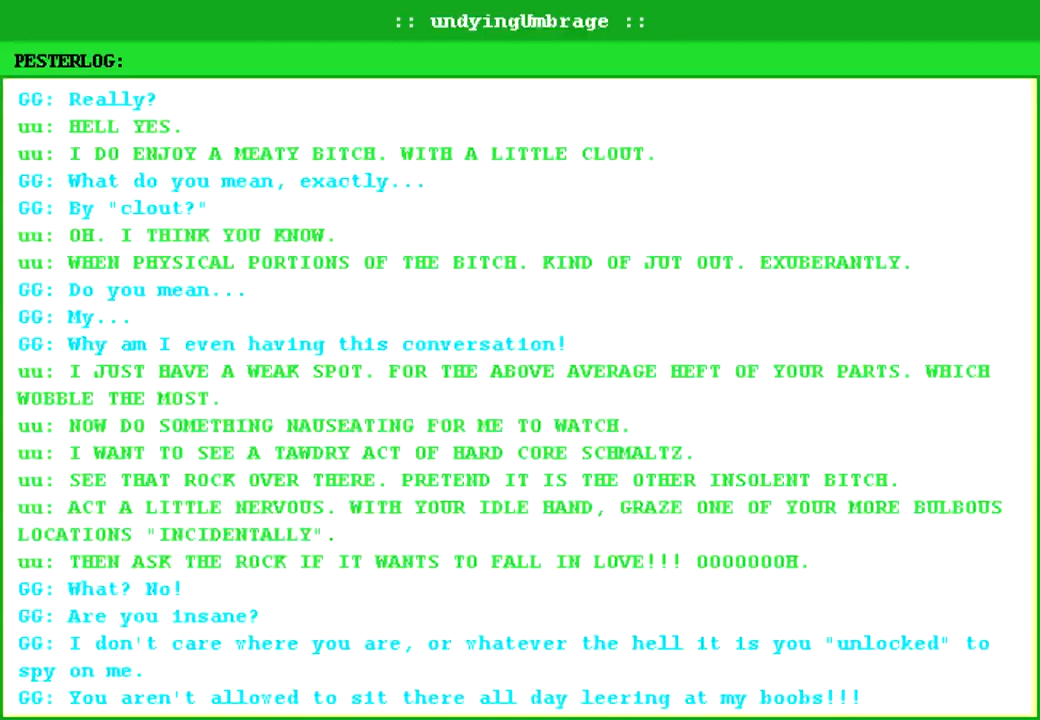 :: undyingUmbrage ::
PESTERLOG:
GG: Really?
uu: HELL YES.
uu: I DO ENJOY A MEATY BITCH. WITH A LITTLE CLOUT.
GG: What do you mean, exactly...
GG: By "clout?"
uu: OH. I THINK YOU KNOW.
uu: WHEN PHYSICAL PORTIONS OF THE BITCH. KIND OF JUT OUT. EXUBERANTLY.
GG: Do you mean...
GG: My...
GG: Why am I even having this conversation!
uu: I JUST HAVE A WEAK SPOT. FOR THE ABOVE AVERAGE HEFT OF YOUR PARTS. WHICH
WOBBLE THE MOST.
uu: NOW DO SOMETHING NAUSEATING FOR ME TO WATCH.
uu: I WANT TO SEE A TAWDRY ACT OF HARD CORE SCHMALTZ.
uu: SEE THAT ROCK OVER THERE. PRETEND IT IS THE OTHER INSOLENT BITCH.
uu: ACT A LITTLE NERVOUS. WITH YOUR IDLE HAND, GRAZE ONE OF YOUR MORE BULBOUS
LOCATIONS "INCIDENTALLY".
uu: THEN ASK THE ROCK IF IT WANTS TO FALL IN LOVE!!! OOOOOOOH.
GG: What? No!
GG: Are you insane?
GG: I don't care where you are, or whatever the hell it is you "unlocked" to
spy on me.
GG: You aren't allowed to sit there all day leering at my boobs!!!